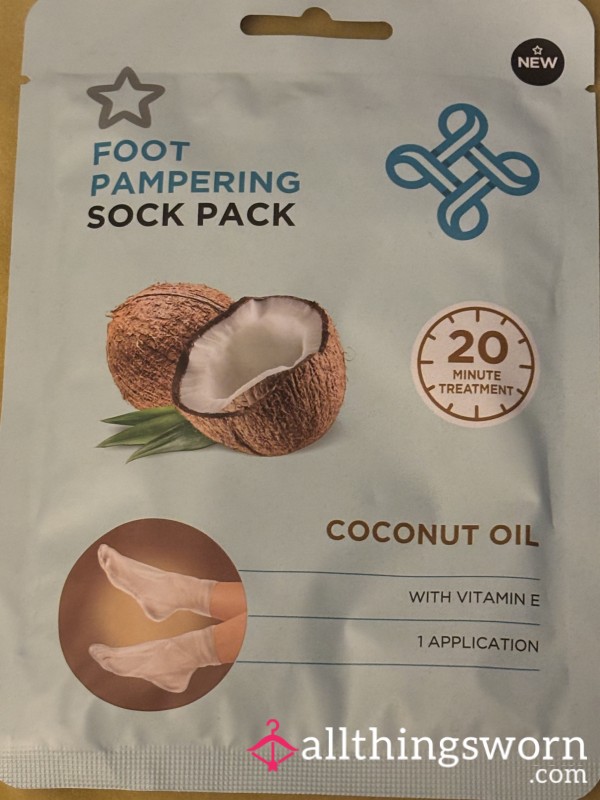 NEW
FOOT
PAMPERING
SOCK PACK
20
MINUTE
TREATMENT
COCONUT OIL
WITH VITAMIN E
1 APPLICATION
allthingsworn
.com